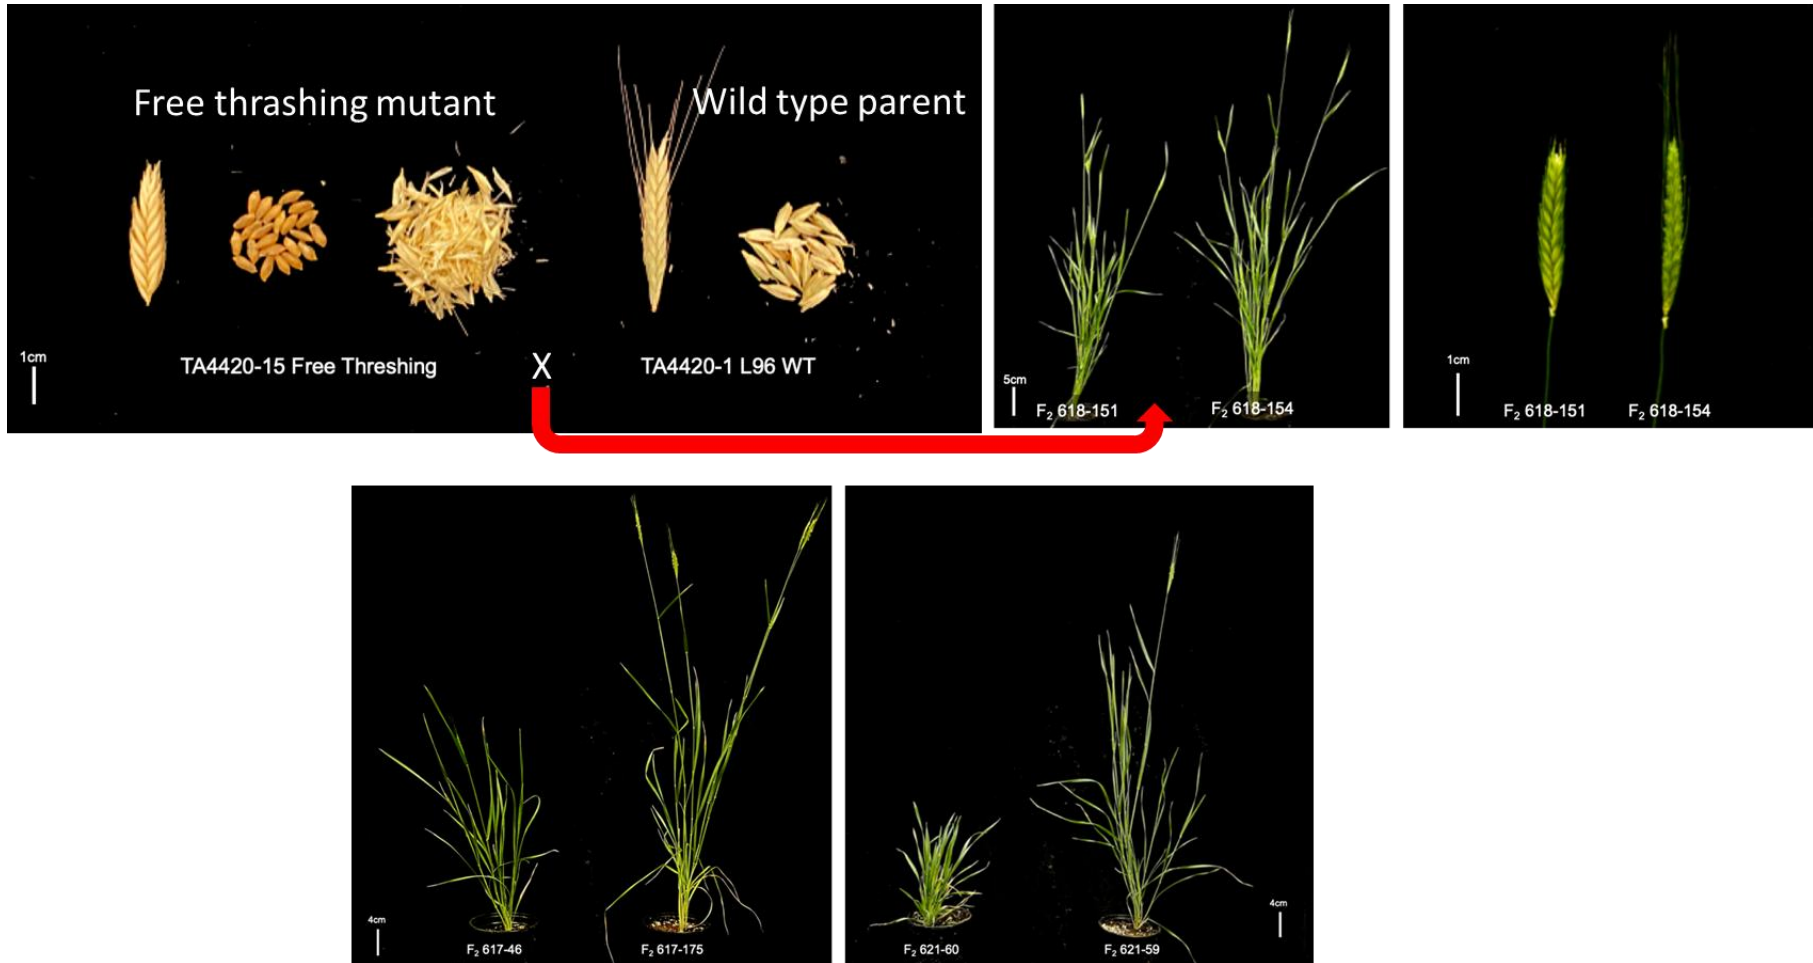 Free thrashing mutant
Wild type parent
1cm
TA4420-15 Free Threshing
X
TA4420-1 L96 WT
5cm
F₂ 618-151
F₂ 618-154
1cm
F₂ 618-151
F₂ 618-154
4cm
F₂ 617-46
F₂ 617-175
F₂ 621-60
F₂ 621-59
4cm